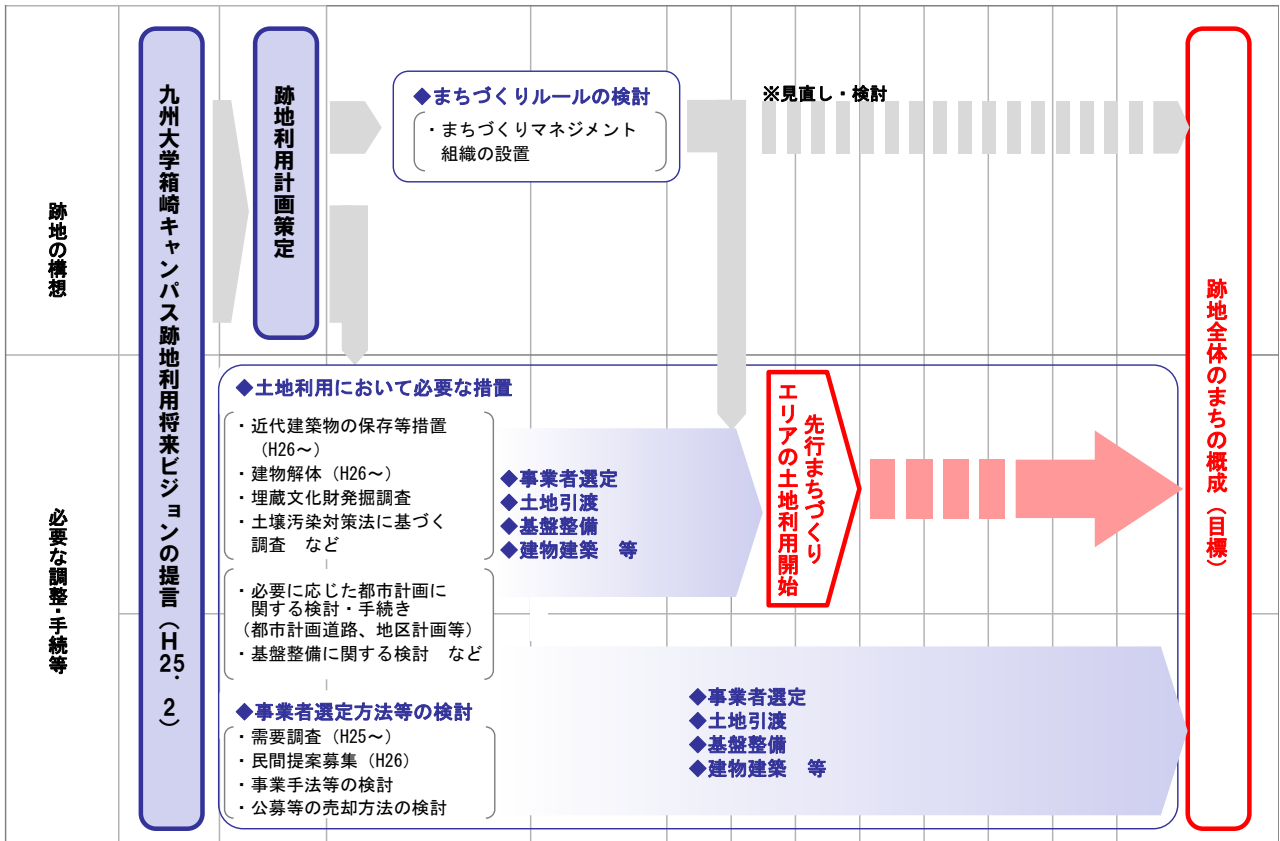 跡地の構想
必要な調整・手続等
九州大学箱崎キャンパス跡地利用将来ビジョンの提言（H25．2）
跡地利用計画策定
◆まちづくりルールの検討
・まちづくりマネジメント
組織の設置
※見直し・検討
◆土地利用において必要な措置
・近代建築物の保存等措置
（H26～）
・建物解体（H26～）
・埋蔵文化財発掘調査
・土壌汚染対策法に基づく
調査　など
・必要に応じた都市計画に
関する検討・手続き
（都市計画道路、地区計画等）
・基盤整備に関する検討　など
◆事業者選定方法等の検討
・需要調査（H25～）
・民間提案募集（H26）
・事業手法等の検討
・公募等の売却方法の検討
◆事業者選定
◆土地引渡
◆基盤整備
◆建物建築　等
先行まちづくり
エリアの土地利用開始
◆事業者選定
◆土地引渡
◆基盤整備
◆建物建築　等
跡地全体のまちの概成（目標）